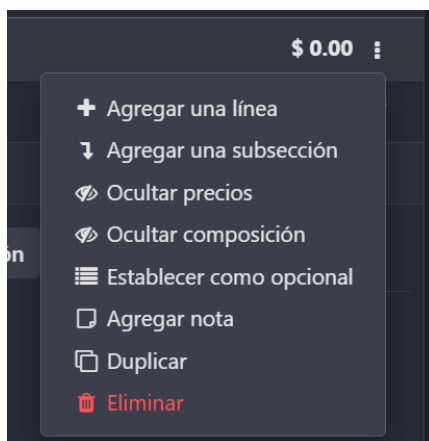 $ 0.00
Agregar una línea
Agregar una subsección
Ocultar precios
ón
Ocultar composición
Establecer como opcional
Agregar nota
Duplicar
Eliminar